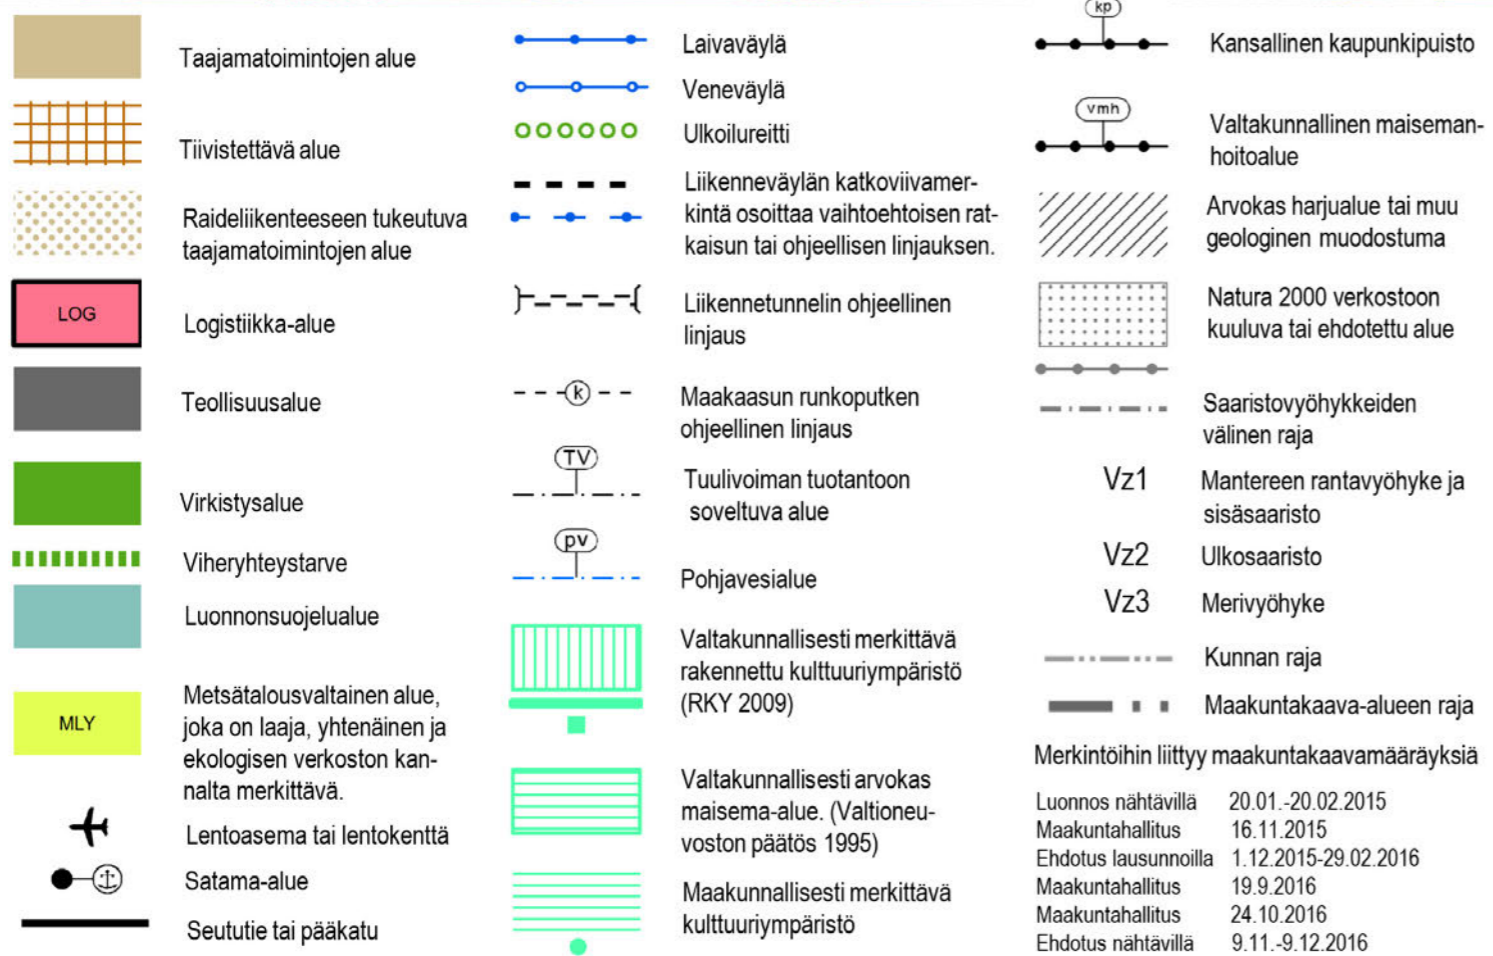 Taajamatoimintojen alue
Tiivistettävä alue
Raideliikenteeseen tukeutuva
taajamatoimintojen alue
LOG
Logistiikka-alue
Teollisuusalue
Virkistysalue
Viheryhteystarve
Luonnonsuojelualue
MLY
Metsätalousvaltainen alue,
joka on laaja, yhtenäinen ja
ekologisen verkoston kan-
nalta merkittävä.
Lentoasema tai lentokenttä
Satama-alue
Seututie tai pääkatu
Laivaväylä
Veneväylä
Ulkoilureitti
Liikenneväylän katkoviivamer-
kintä osoittaa vaihtoehtoisen rat-
kaisun tai ohjeellisen linjauksen.
Liikennetunnelin ohjeellinen
linjaus
k
Maakaasun runkoputken
ohjeellinen linjaus
TV
Tuulivoiman tuotantoon
soveltuva alue
pv
Pohjavesialue
Valtakunnallisesti merkittävä
rakennettu kulttuuriympäristö
(RKY 2009)
Valtakunnallisesti arvokas
maisema-alue. (Valtioneu-
voston päätös 1995)
Maakunnallisesti merkittävä
kulttuuriympäristö
kp
Kansallinen kaupunkipuisto
vmh
Valtakunnallinen maiseman-
hoitoalue
Arvokas harjualue tai muu
geologinen muodostuma
Natura 2000 verkostoon
kuuluva tai ehdotettu alue
Saaristovyöhykkeiden
välinen raja
Vz1 Mantereen rantavyöhyke ja
sisäsaaristo
Vz2 Ulkosaaristo
Vz3 Merivyöhyke
Kunnan raja
Maakuntakaava-alueen raja
Merkintöihin liittyy maakuntakaavamääräyksiä
Luonnos nähtävillä 20.01.-20.02.2015
Maakuntahallitus 16.11.2015
Ehdotus lausunnoilla 1.12.2015-29.02.2016
Maakuntahallitus 19.9.2016
Maakuntahallitus 24.10.2016
Ehdotus nähtävillä 9.11.-9.12.2016